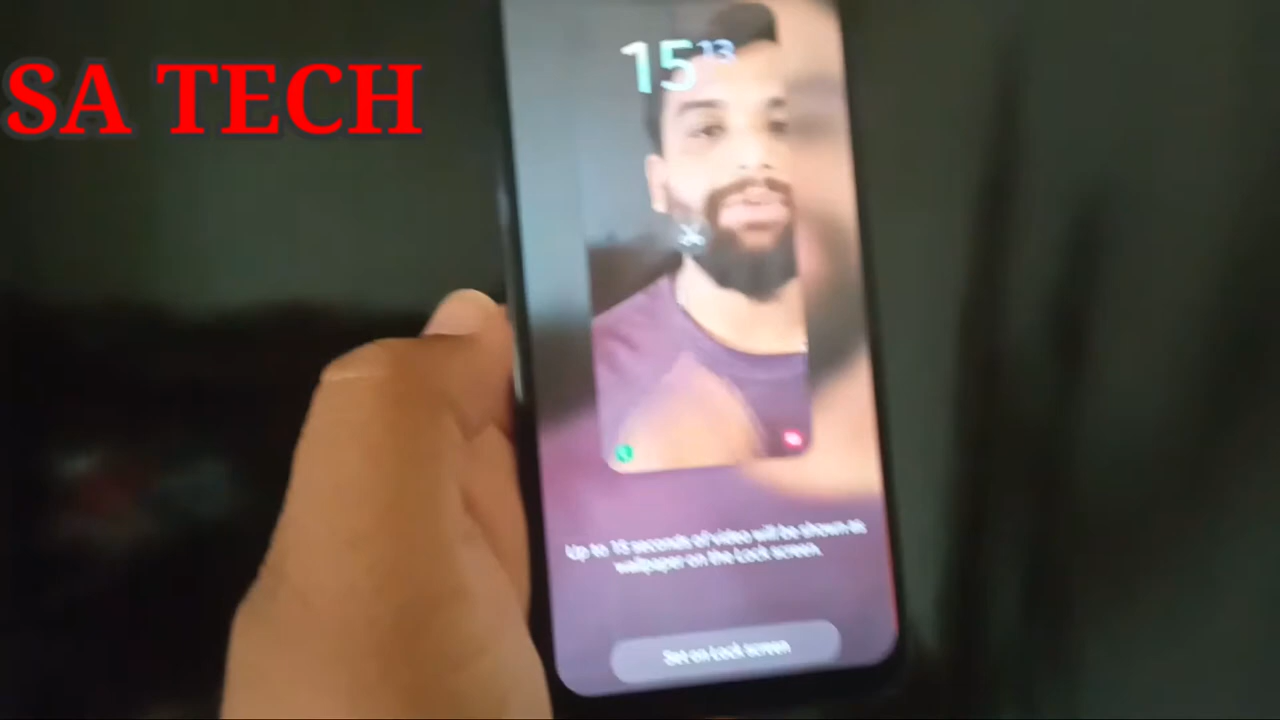 SA TECH
15 13
Up to 15 seconds of video will be shown as
wallpaper on the Lock screen.
Set on Lock screen